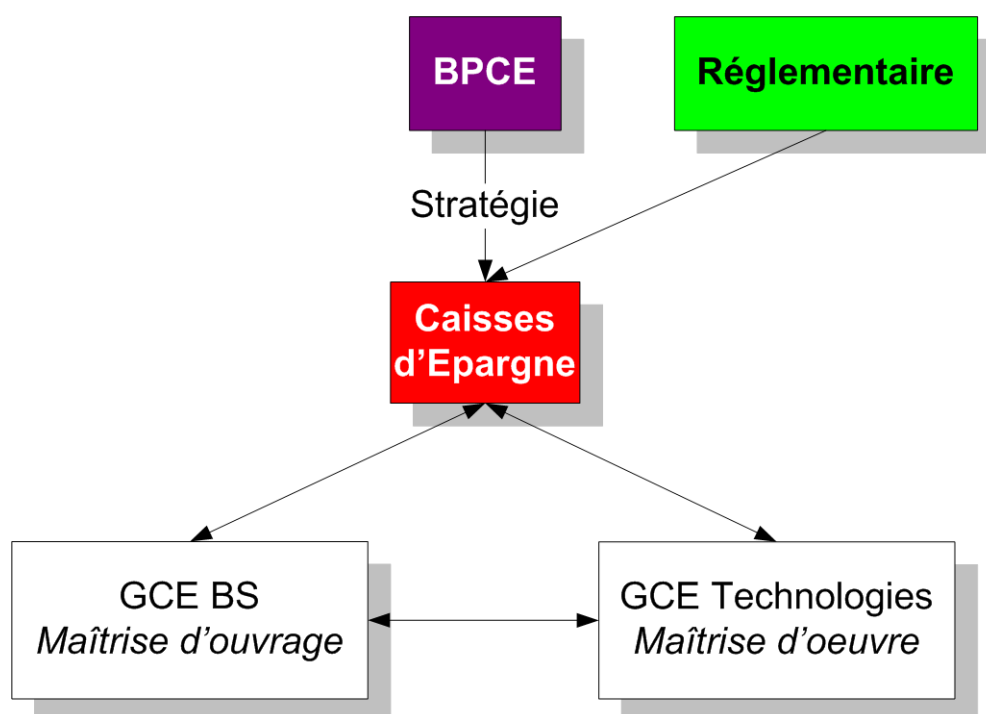 BPCE
Réglementaire
Stratégie
Caisses
d’Epargne
GCE BS
Maîtrise d’ouvrage
GCE Technologies
Maîtrise d’oeuvre